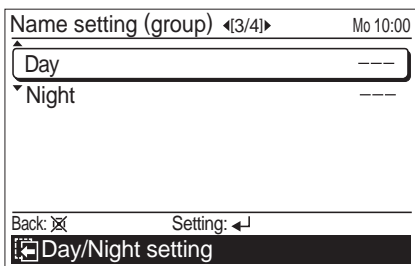 Name setting (group) ◂[3/4]▸ Mo 10:00
Day ---
Night ---
Back: Setting:
Day/Night setting